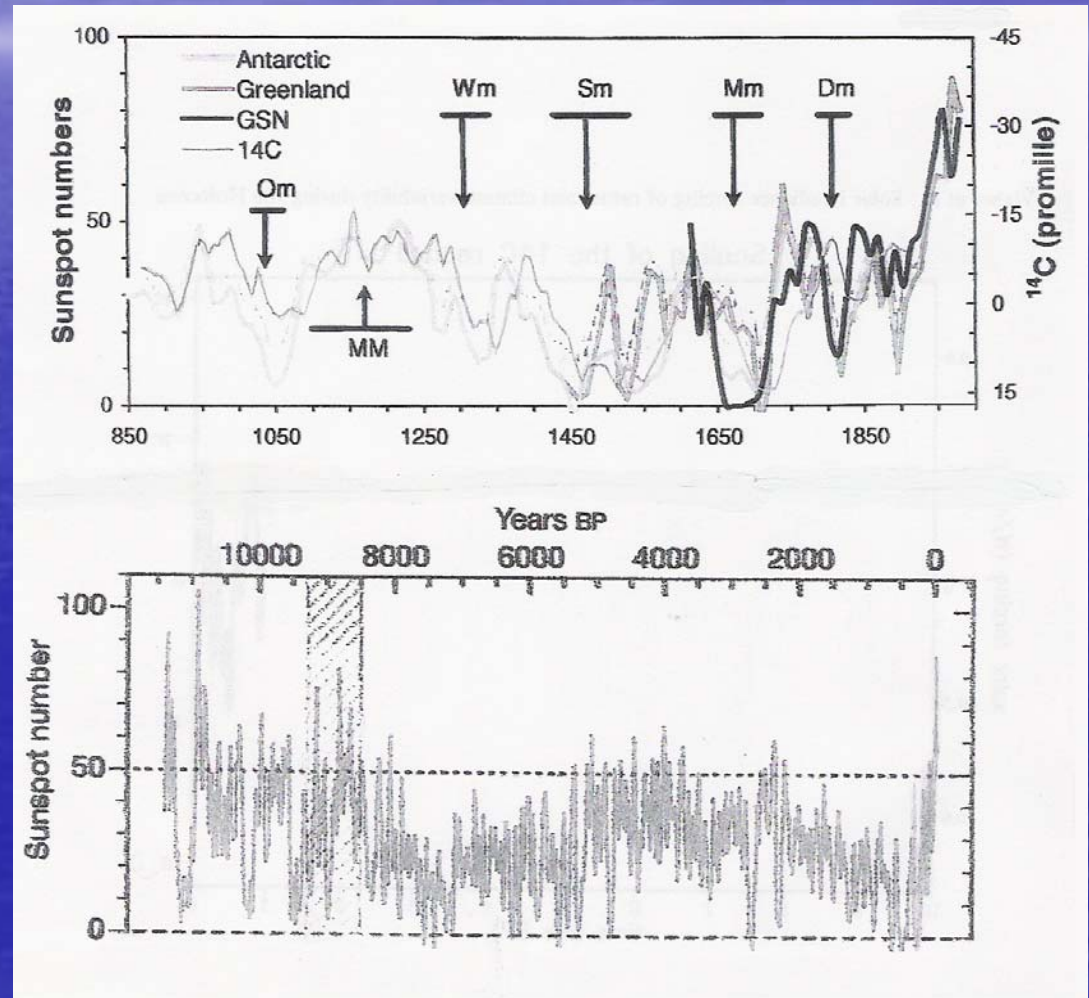 100
50
0
Sunspot numbers
Antarctic
Greenland
GSN
14C
Om
MM
Wm
Sm
Mm
Dm
-45
-30
-15
0
15
14C (promille)
850 1050 1250 1450 1650 1850
Years BP
10000 8000 6000 4000 2000 0
100
50
0
Sunspot number